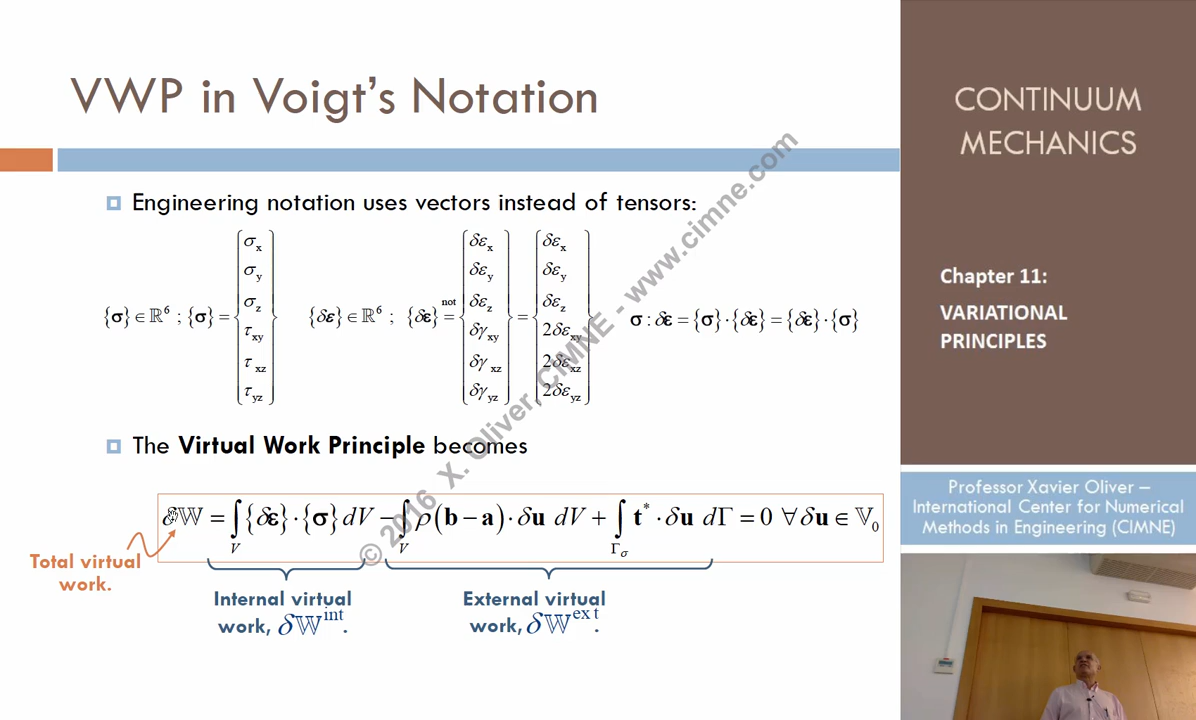 VWP in Voigt's Notation
Engineering notation uses vectors instead of tensors:
{σ} ∈ ℝ⁶ ; {σ} = { σx σy σz τxy τxz τyz } {δε} ∈ ℝ⁶ ; {δε} not= { δεx δεy δεz δγxy δγxz δγyz } = { δεx δεy δεz 2δεxy 2δεxz 2δεyz } σ : δε = {σ}·{δε} = {δε}·{σ}
The Virtual Work Principle becomes
δ𝕎 = ∫V {δε}·{σ} dV − ∫V ρ(b − a)·δu dV + ∫Γσ t*·δu dΓ = 0 ∀δu ∈ 𝕍₀
Total virtual
work.
Internal virtual
work, δ𝕎int.
External virtual
work, δ𝕎ext.
© 2016 X. Oliver, CIMNE - www.cimne.com
CONTINUUM
MECHANICS
Chapter 11:
VARIATIONAL
PRINCIPLES
Professor Xavier Oliver –
International Center for Numerical
Methods in Engineering (CIMNE)